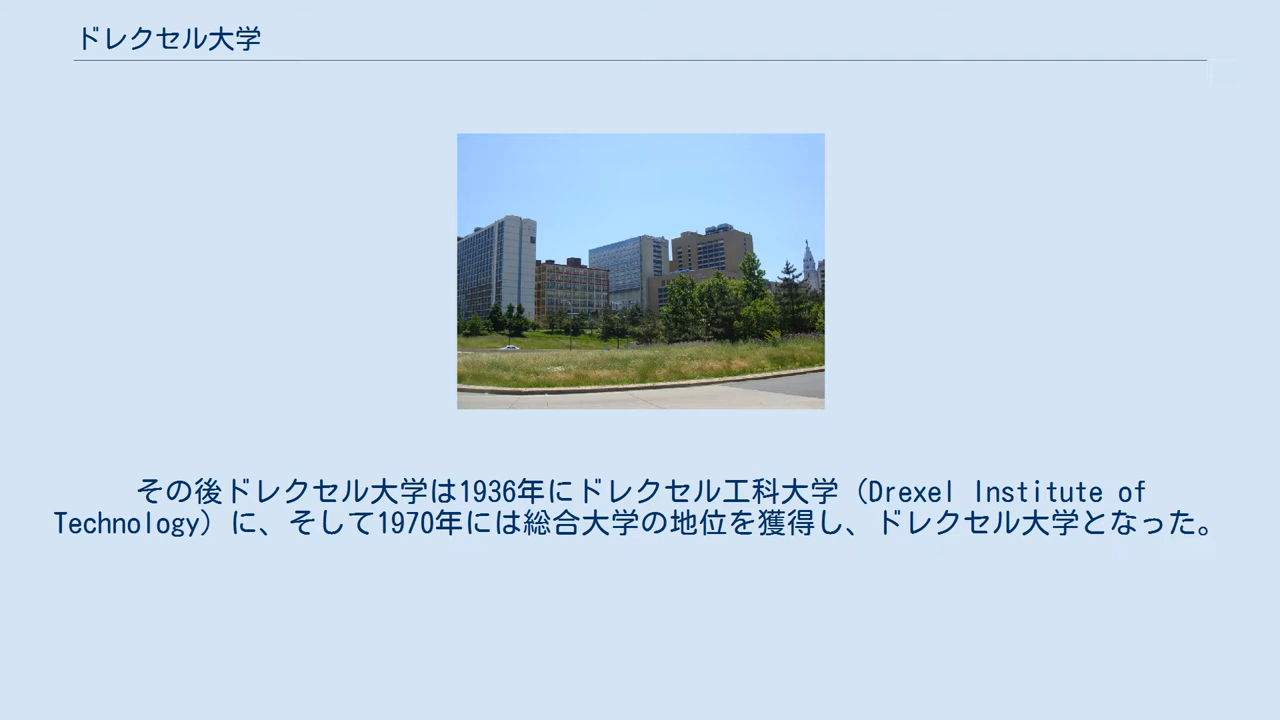 ドレクセル大学
その後ドレクセル大学は1936年にドレクセル工科大学（Drexel Institute of
Technology）に、そして1970年には総合大学の地位を獲得し、ドレクセル大学となった。